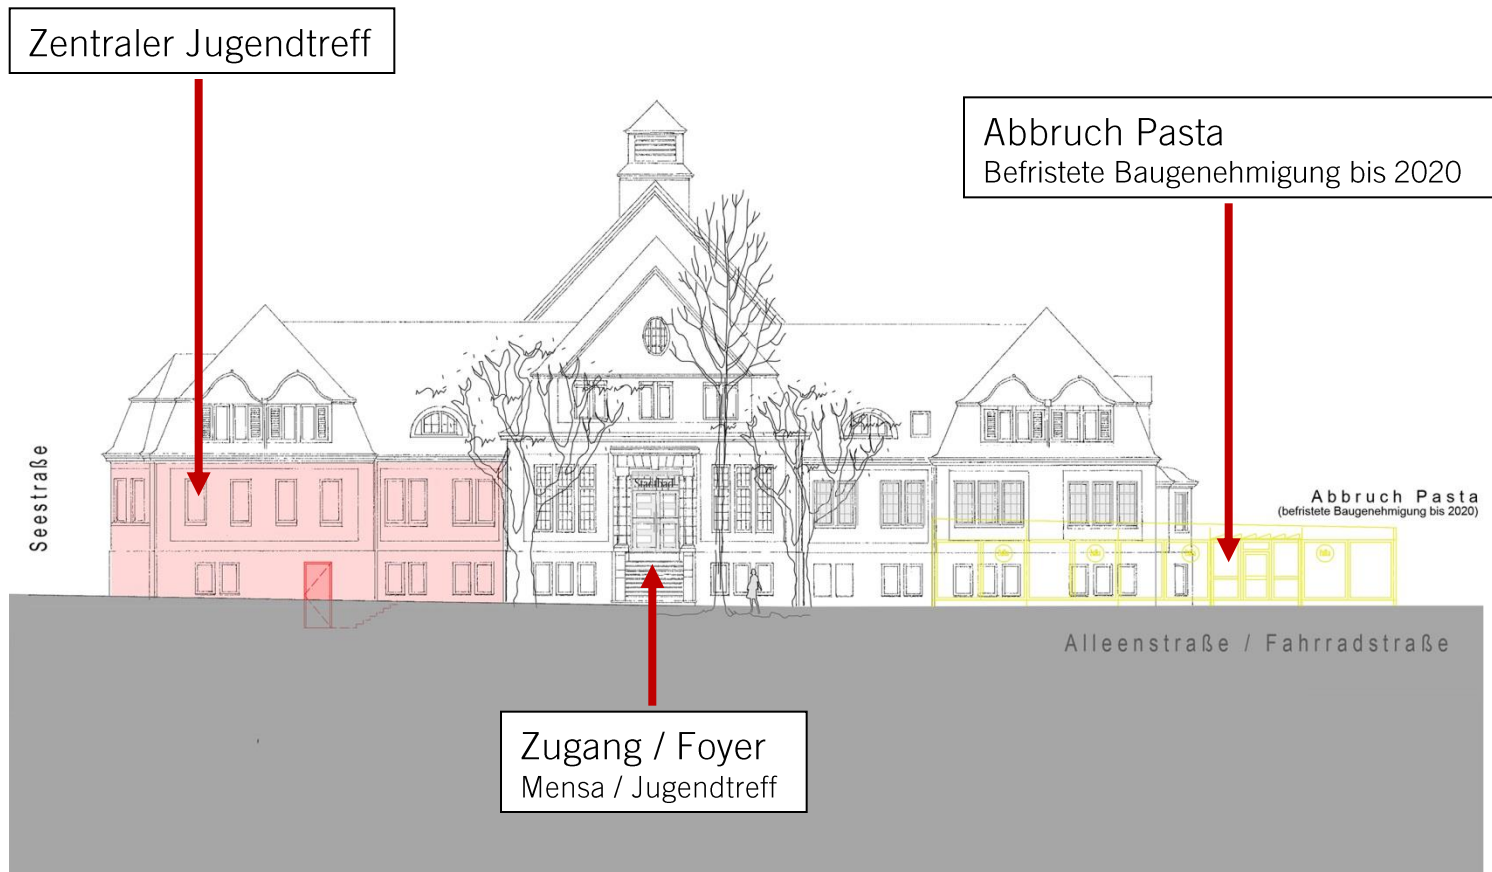 Zentraler Jugendtreff
Abbruch Pasta
Befristete Baugenehmigung bis 2020
Stadtbad
Seestraße
Abbruch Pasta
(befristete Baugenehmigung bis 2020)
Alleenstraße / Fahrradstraße
Zugang / Foyer
Mensa / Jugendtreff